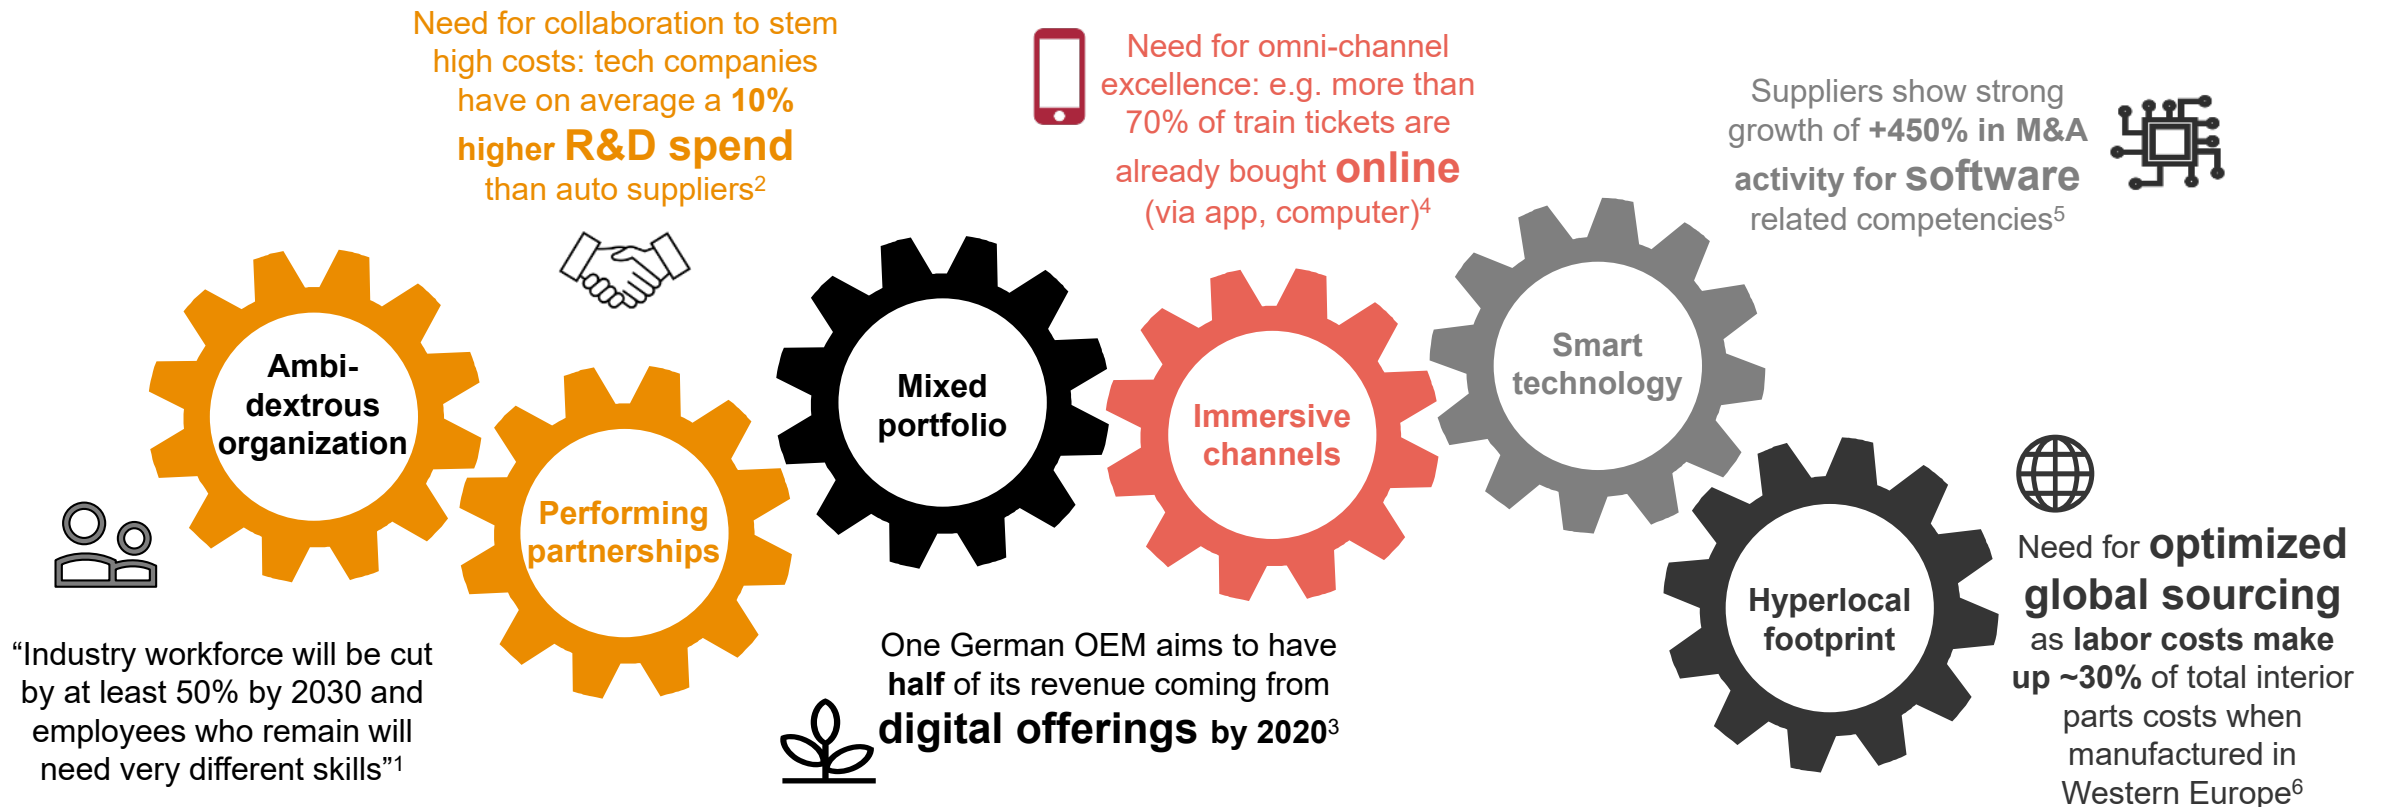 Need for collaboration to stem
high costs: tech companies
have on average a 10%
higher R&D spend
than auto suppliers2
Need for omni-channel
excellence: e.g. more than
70% of train tickets are
already bought online
(via app, computer)4
Suppliers show strong
growth of +450% in M&A
activity for software
related competencies5
Ambi-
dextrous
organization
Performing
partnerships
Mixed
portfolio
Immersive
channels
Smart
technology
Hyperlocal
footprint
“Industry workforce will be cut
by at least 50% by 2030 and
employees who remain will
need very different skills”1
One German OEM aims to have
half of its revenue coming from
digital offerings by 20203
Need for optimized
global sourcing
as labor costs make
up ~30% of total interior
parts costs when
manufactured in
Western Europe6